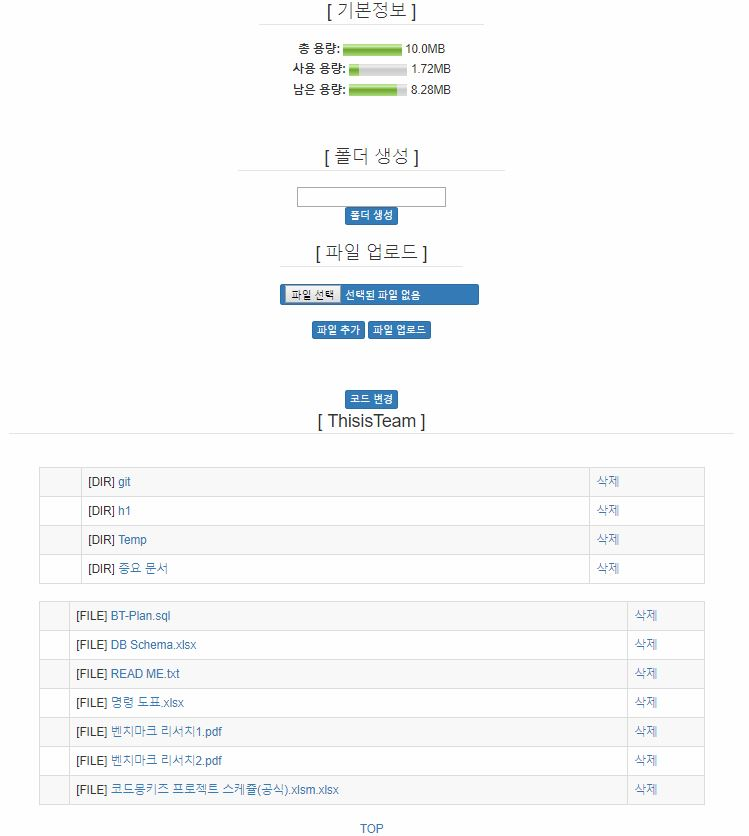 [ 기본정보 ]
총 용량: 10.0MB
사용 용량: 1.72MB
남은 용량: 8.28MB
[ 폴더 생성 ]
폴더 생성
[ 파일 업로드 ]
파일 선택 선택된 파일 없음
파일 추가 파일 업로드
코드 변경
[ ThisisTeam ]
[DIR] git 삭제
[DIR] h1 삭제
[DIR] Temp 삭제
[DIR] 중요 문서 삭제
[FILE] BT-Plan.sql 삭제
[FILE] DB Schema.xlsx 삭제
[FILE] READ ME.txt 삭제
[FILE] 명령 도표.xlsx 삭제
[FILE] 벤치마크 리서치1.pdf 삭제
[FILE] 벤치마크 리서치2.pdf 삭제
[FILE] 코드몽키즈 프로젝트 스케쥴(공식).xlsm.xlsx 삭제
TOP